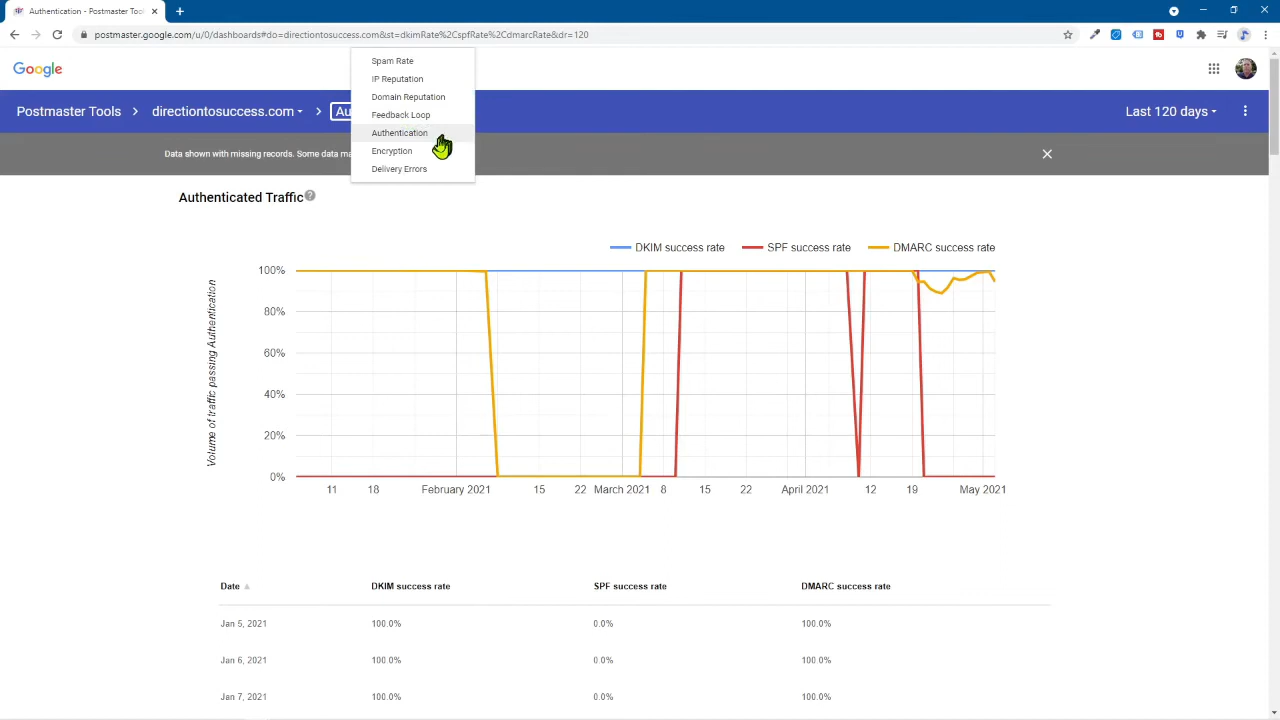 Authentication - Postmaster Tools
postmaster.google.com/u/0/dashboards#do=directiontosuccess.com&st=dkimRate%2CspfRate%2CdmarcRate&dr=120
Google
Spam Rate
IP Reputation
Domain Reputation
Feedback Loop
Authentication
Encryption
Delivery Errors
Postmaster Tools > directiontosuccess.com > Au
Last 120 days
Data shown with missing records. Some data ma
Authenticated Traffic
DKIM success rate SPF success rate DMARC success rate
Volume of traffic passing Authentication
100%
80%
60%
40%
20%
0%
11 18 February 2021 15 22 March 2021 8 15 22 April 2021 12 19 May 2021
Date DKIM success rate SPF success rate DMARC success rate
Jan 5, 2021 100.0% 0.0% 100.0%
Jan 6, 2021 100.0% 0.0% 100.0%
Jan 7, 2021 100.0% 0.0% 100.0%